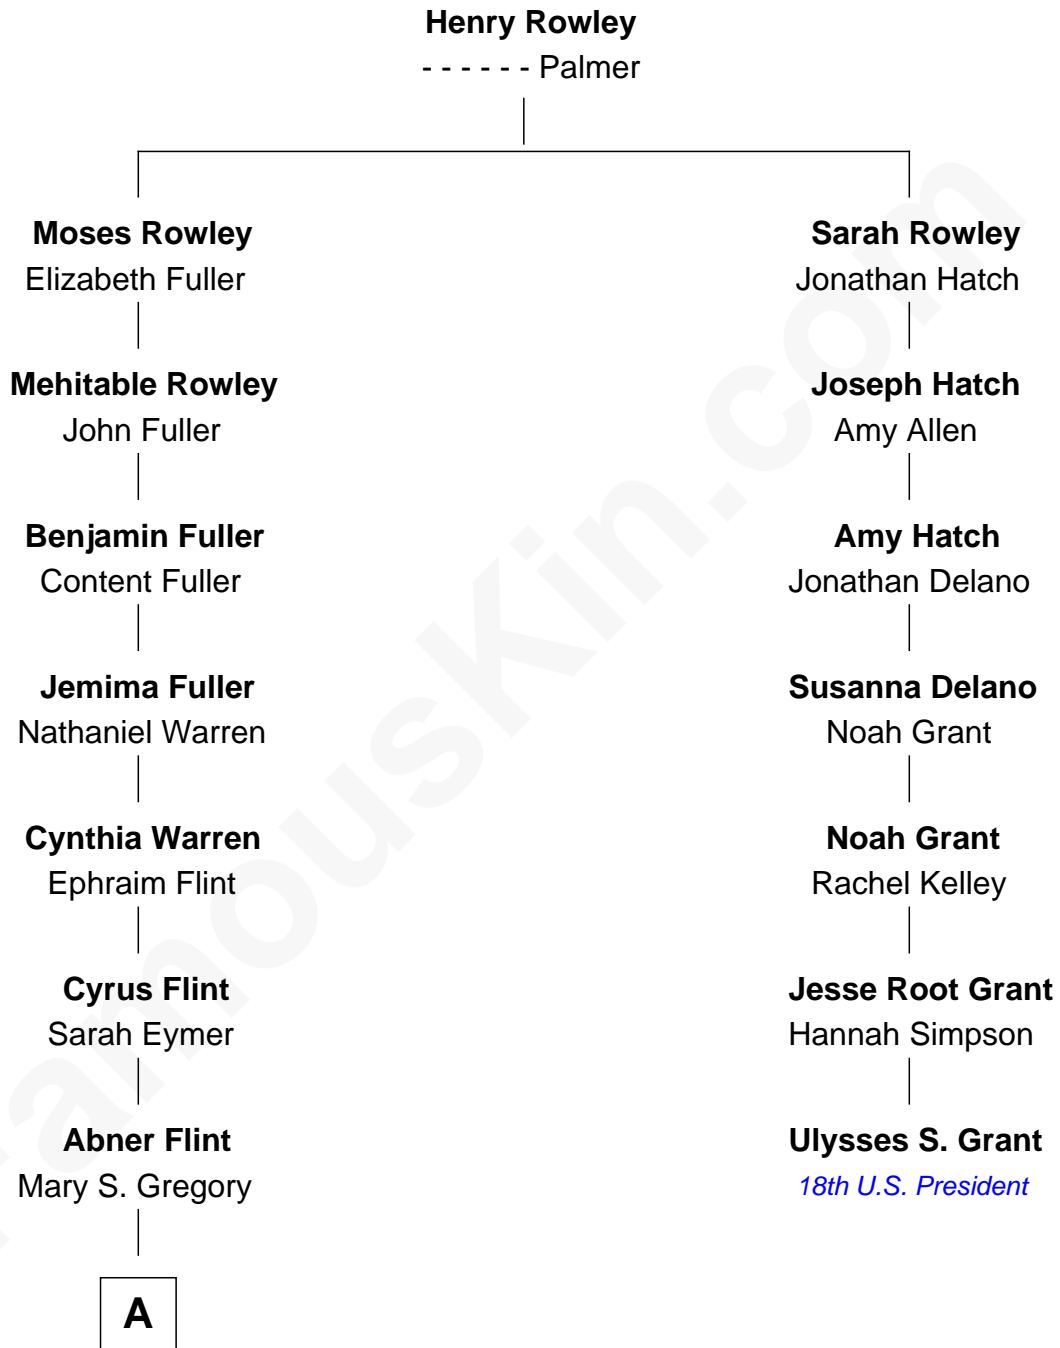 Henry Rowley
- - - - - - Palmer
Moses Rowley
Elizabeth Fuller
Sarah Rowley
Jonathan Hatch
Mehitable Rowley
John Fuller
Joseph Hatch
Amy Allen
Benjamin Fuller
Content Fuller
Amy Hatch
Jonathan Delano
Jemima Fuller
Nathaniel Warren
Susanna Delano
Noah Grant
Cynthia Warren
Ephraim Flint
Noah Grant
Rachel Kelley
Cyrus Flint
Sarah Eymer
Jesse Root Grant
Hannah Simpson
Abner Flint
Mary S. Gregory
Ulysses S. Grant
18th U.S. President
A
FamousKin.com